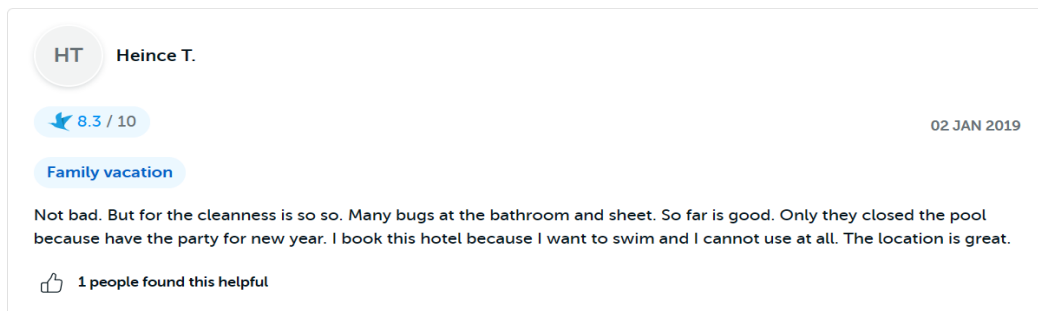 HT
Heince T.
8.3 / 10
02 JAN 2019
Family vacation
Not bad. But for the cleanness is so so. Many bugs at the bathroom and sheet. So far is good. Only they closed the pool
because have the party for new year. I book this hotel because I want to swim and I cannot use at all. The location is great.
1 people found this helpful